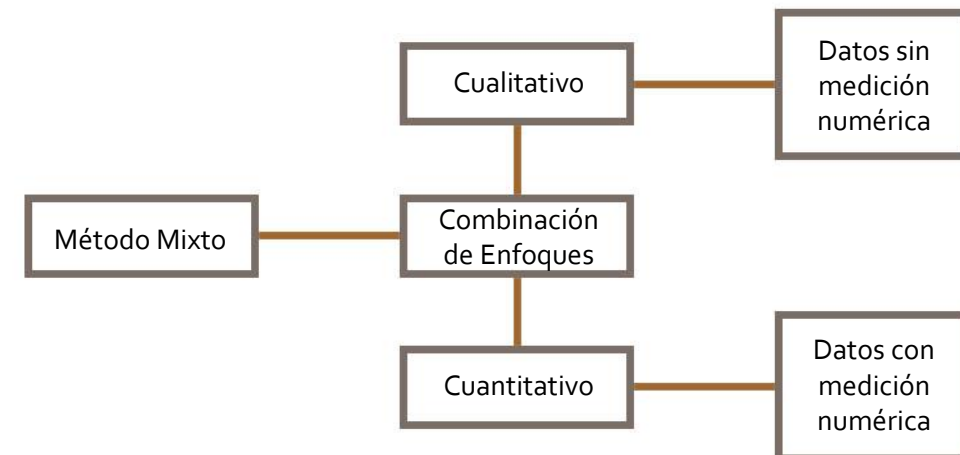 Cualitativo
Datos sin
medición
numérica
Método Mixto
Combinación
de Enfoques
Cuantitativo
Datos con
medición
numérica